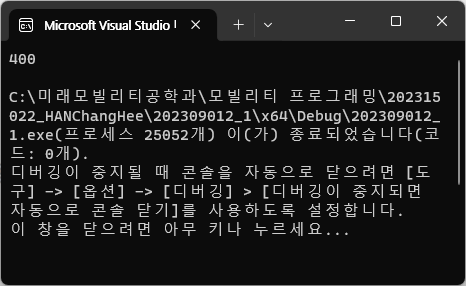 Microsoft Visual Studio
400
C:\미래모빌리티공학과\모빌리티 프로그래밍\202315
022_HANChangHee\202309012_1\x64\Debug\202309012_
1.exe(프로세스 25052개) 이(가) 종료되었습니다(코
드: 0개).
디버깅이 중지될 때 콘솔을 자동으로 닫으려면 [도
구] -> [옵션] -> [디버깅] > [디버깅이 중지되면
자동으로 콘솔 닫기]를 사용하도록 설정합니다.
이 창을 닫으려면 아무 키나 누르세요...